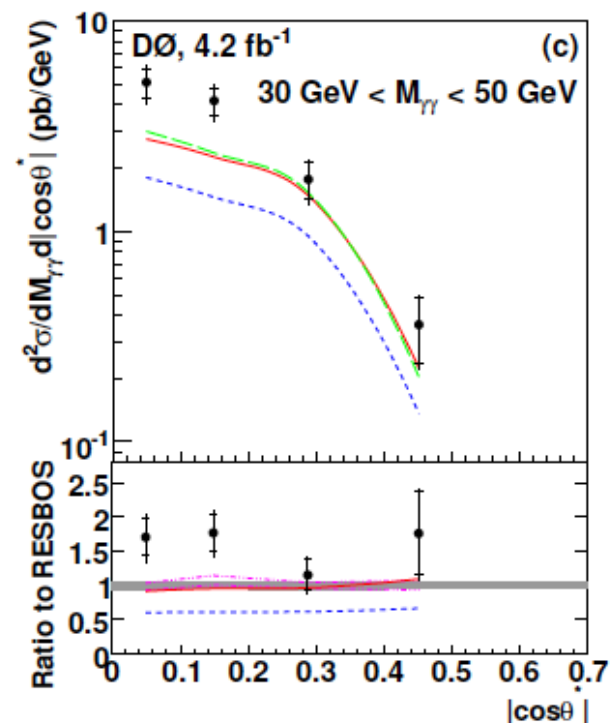 DØ, 4.2 fb⁻¹ (c)
30 GeV < Mγγ < 50 GeV
d²σ/dMγγd|cosθ*| (pb/GeV)
10
1
10⁻¹
Ratio to RESBOS
2.5
2
1.5
1
0.5
0
0 0.1 0.2 0.3 0.4 0.5 0.6 0.7
|cosθ*|